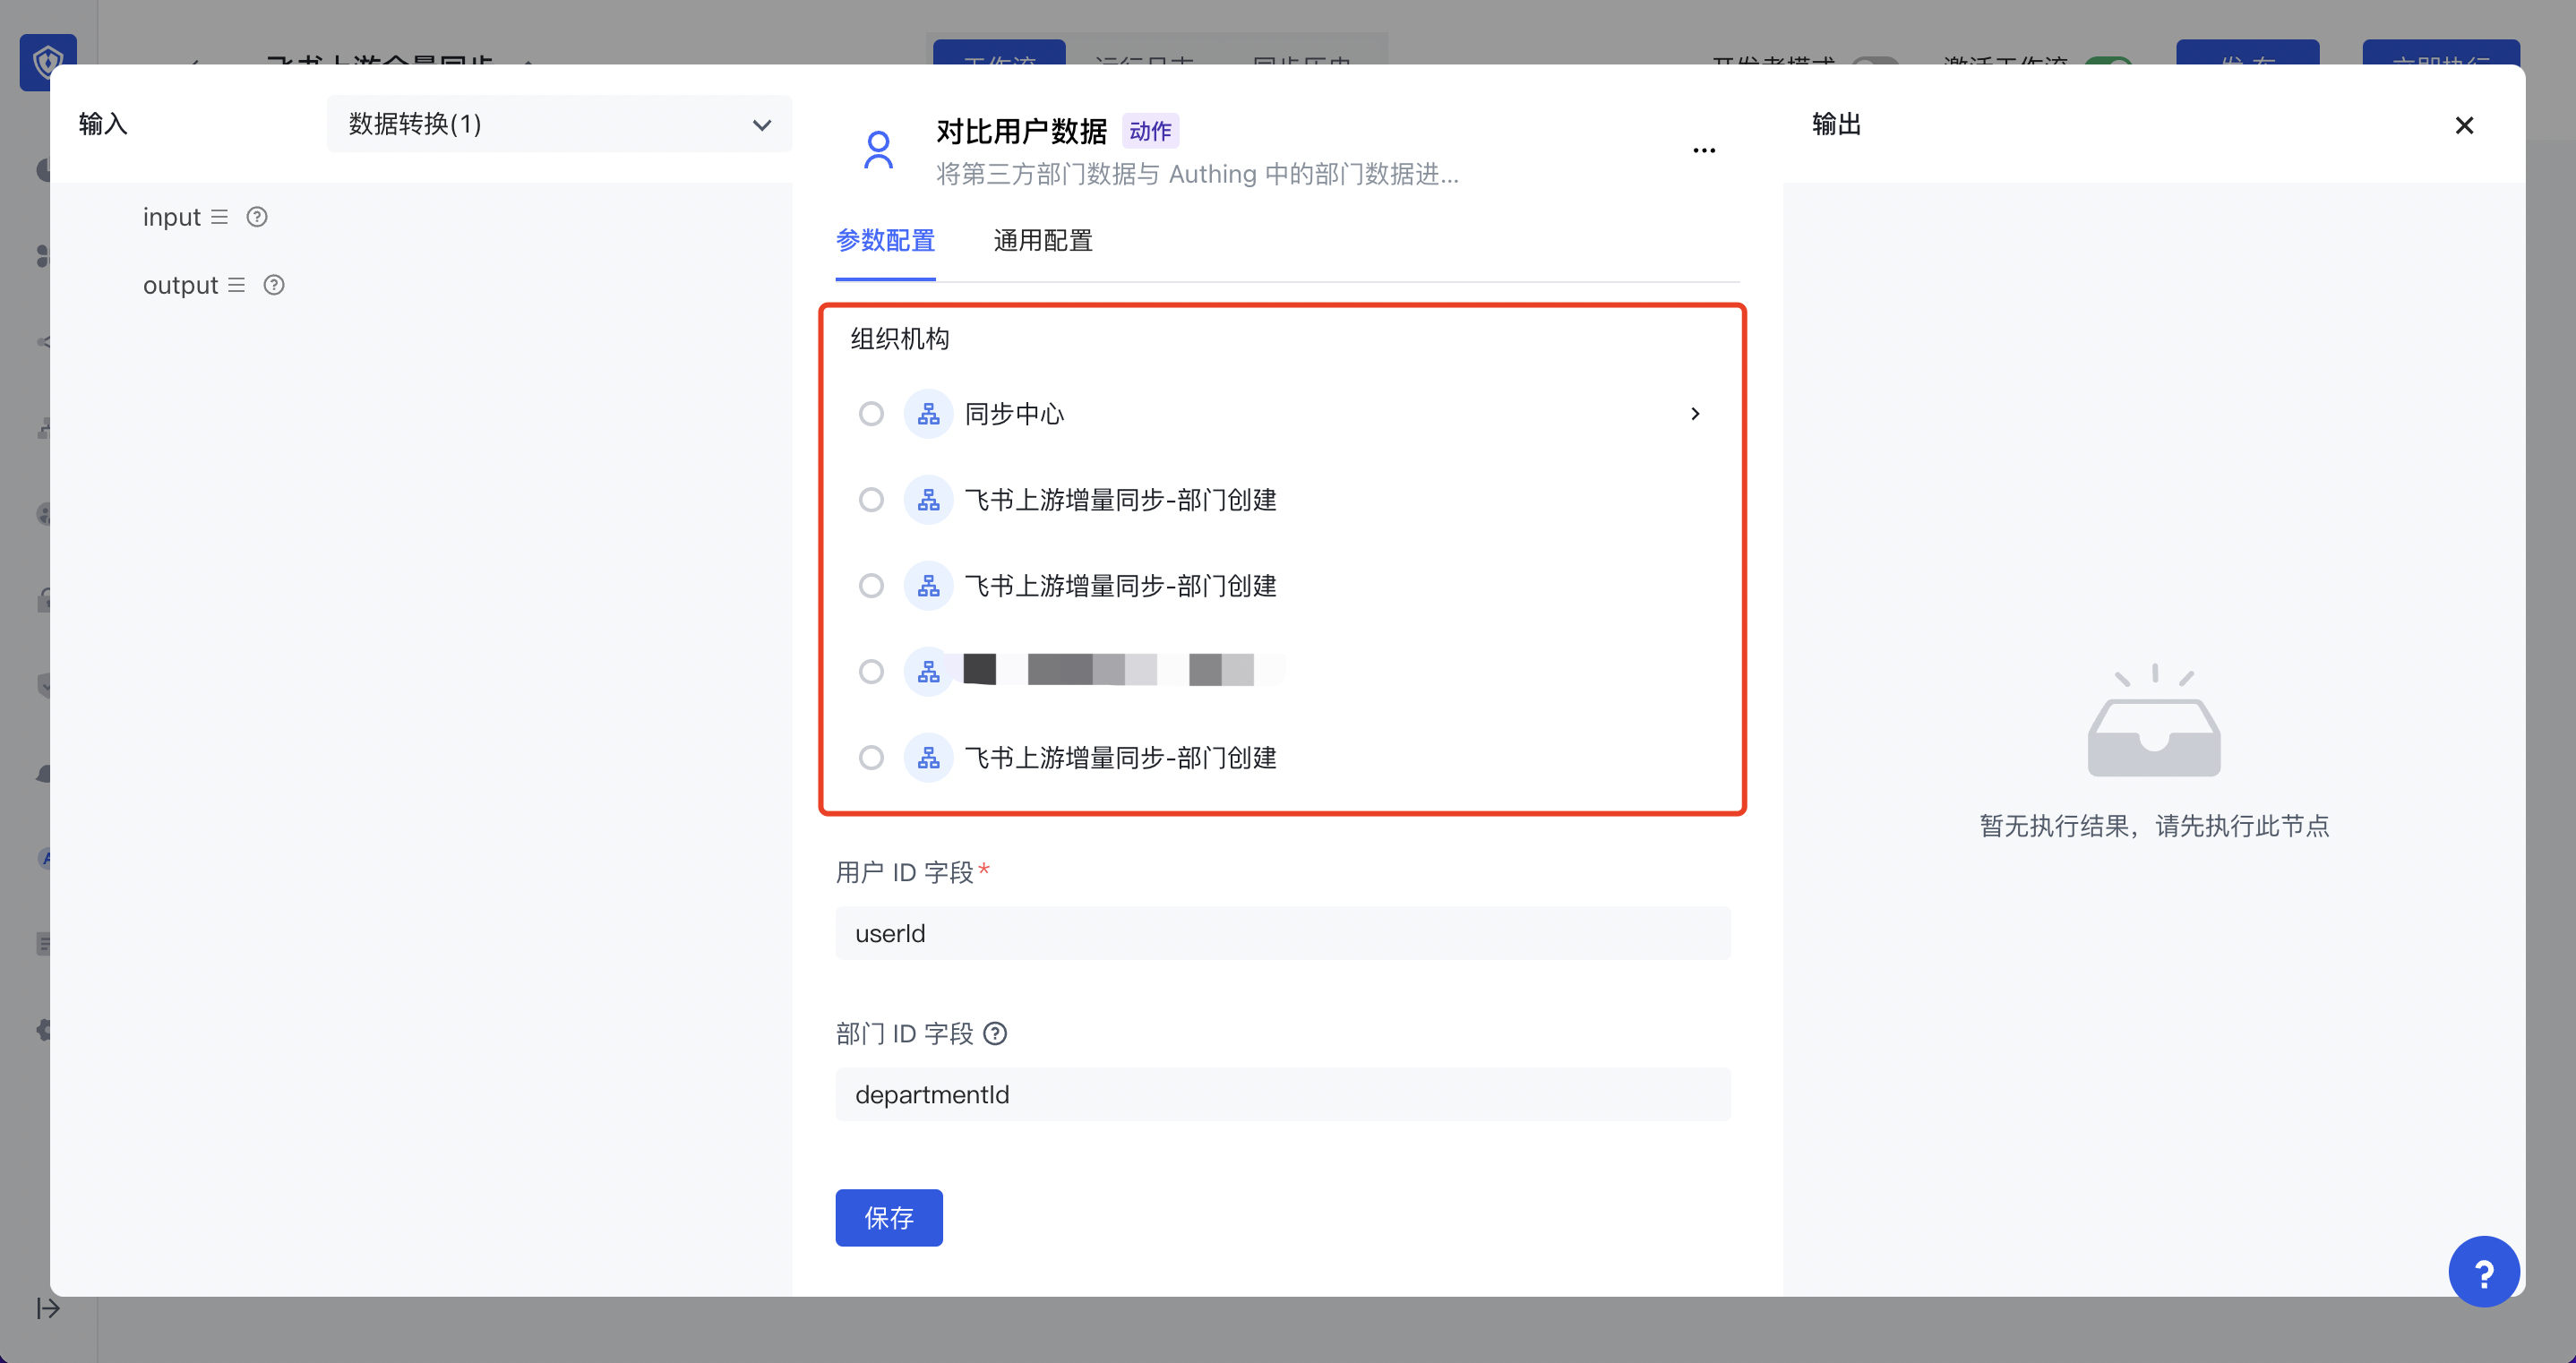 输入
数据转换(1)
input
output
对比用户数据
动作
将第三方部门数据与 Authing 中的部门数据进...
参数配置
通用配置
组织机构
同步中心
飞书上游增量同步-部门创建
飞书上游增量同步-部门创建
飞书上游增量同步-部门创建
用户 ID 字段*
userId
部门 ID 字段
departmentId
保存
输出
暂无执行结果，请先执行此节点